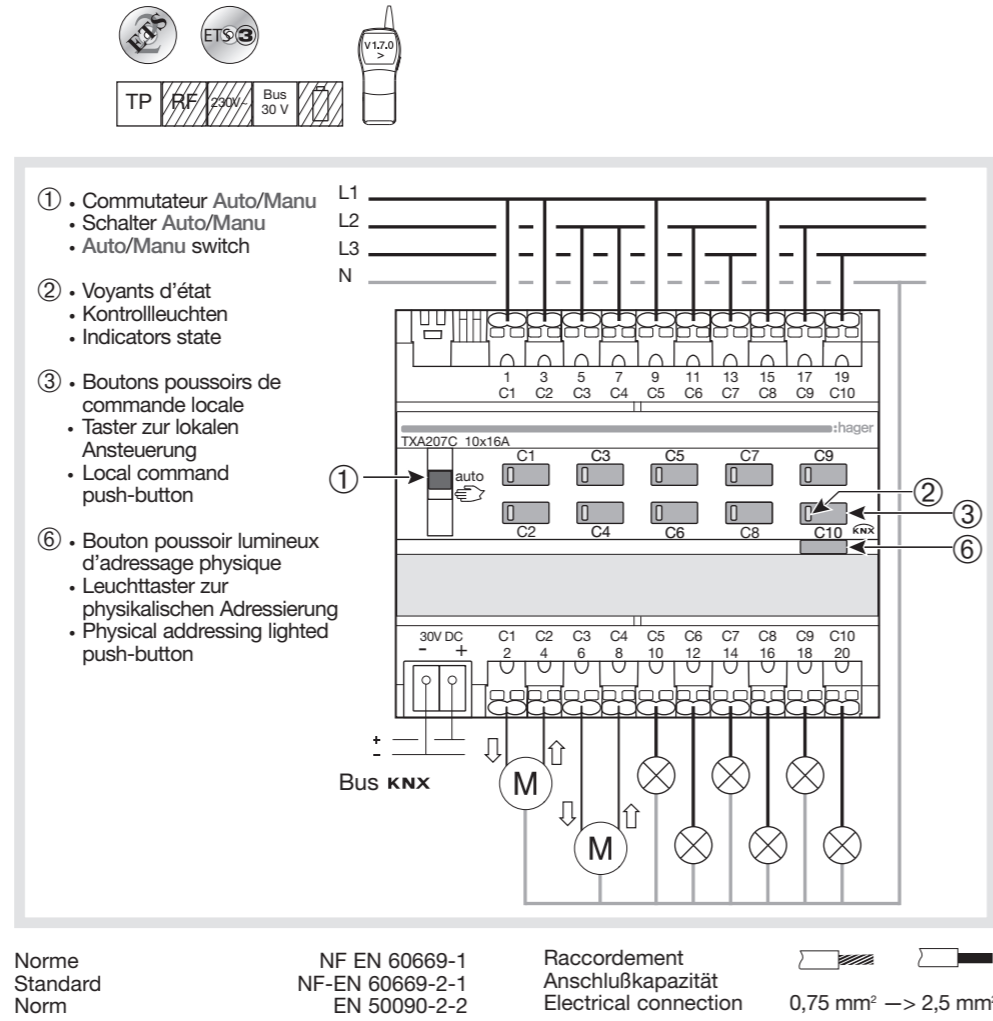 ETS 2
ETS 3
V1.7.0
>
TP RF 230V~ Bus 30 V
① • Commutateur Auto/Manu
• Schalter Auto/Manu
• Auto/Manu switch
② • Voyants d'état
• Kontrollleuchten
• Indicators state
③ • Boutons poussoirs de
commande locale
• Taster zur lokalen
Ansteuerung
• Local command
push-button
⑥ • Bouton poussoir lumineux
d'adressage physique
• Leuchttaster zur
physikalischen Adressierung
• Physical addressing lighted
push-button
L1
L2
L3
N
1 3 5 7 9 11 13 15 17 19
C1 C2 C3 C4 C5 C6 C7 C8 C9 C10
:hager
TXA207C 10x16A
C1 C3 C5 C7 C9
① auto
②
③
C2 C4 C6 C8 C10 KNX
⑥
30V DC C1 C2 C3 C4 C5 C6 C7 C8 C9 C10
- + 2 4 6 8 10 12 14 16 18 20
+
-
Bus KNX
M
M
Norme NF EN 60669-1
Standard NF-EN 60669-2-1
Norm EN 50090-2-2
Raccordement
Anschlußkapazität
Electrical connection 0,75 mm² —> 2,5 mm²